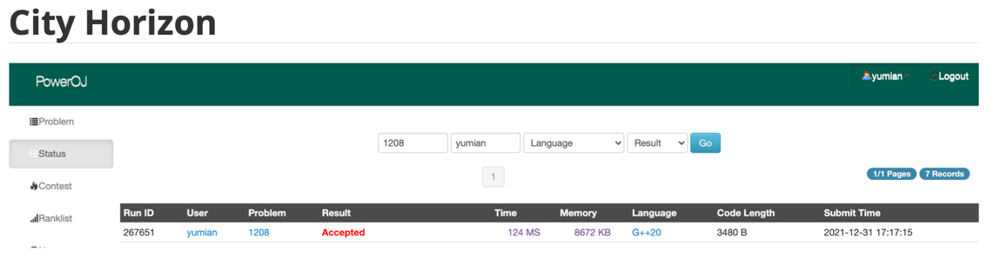 City Horizon
PowerOJ
yumian
Logout
Problem
Status
Contest
Ranklist
1208 yumian Language Result Go
1
1/1 Pages 7 Records
Run ID User Problem Result Time Memory Language Code Length Submit Time
267651 yumian 1208 Accepted 124 MS 8672 KB G++20 3480 B 2021-12-31 17:17:15